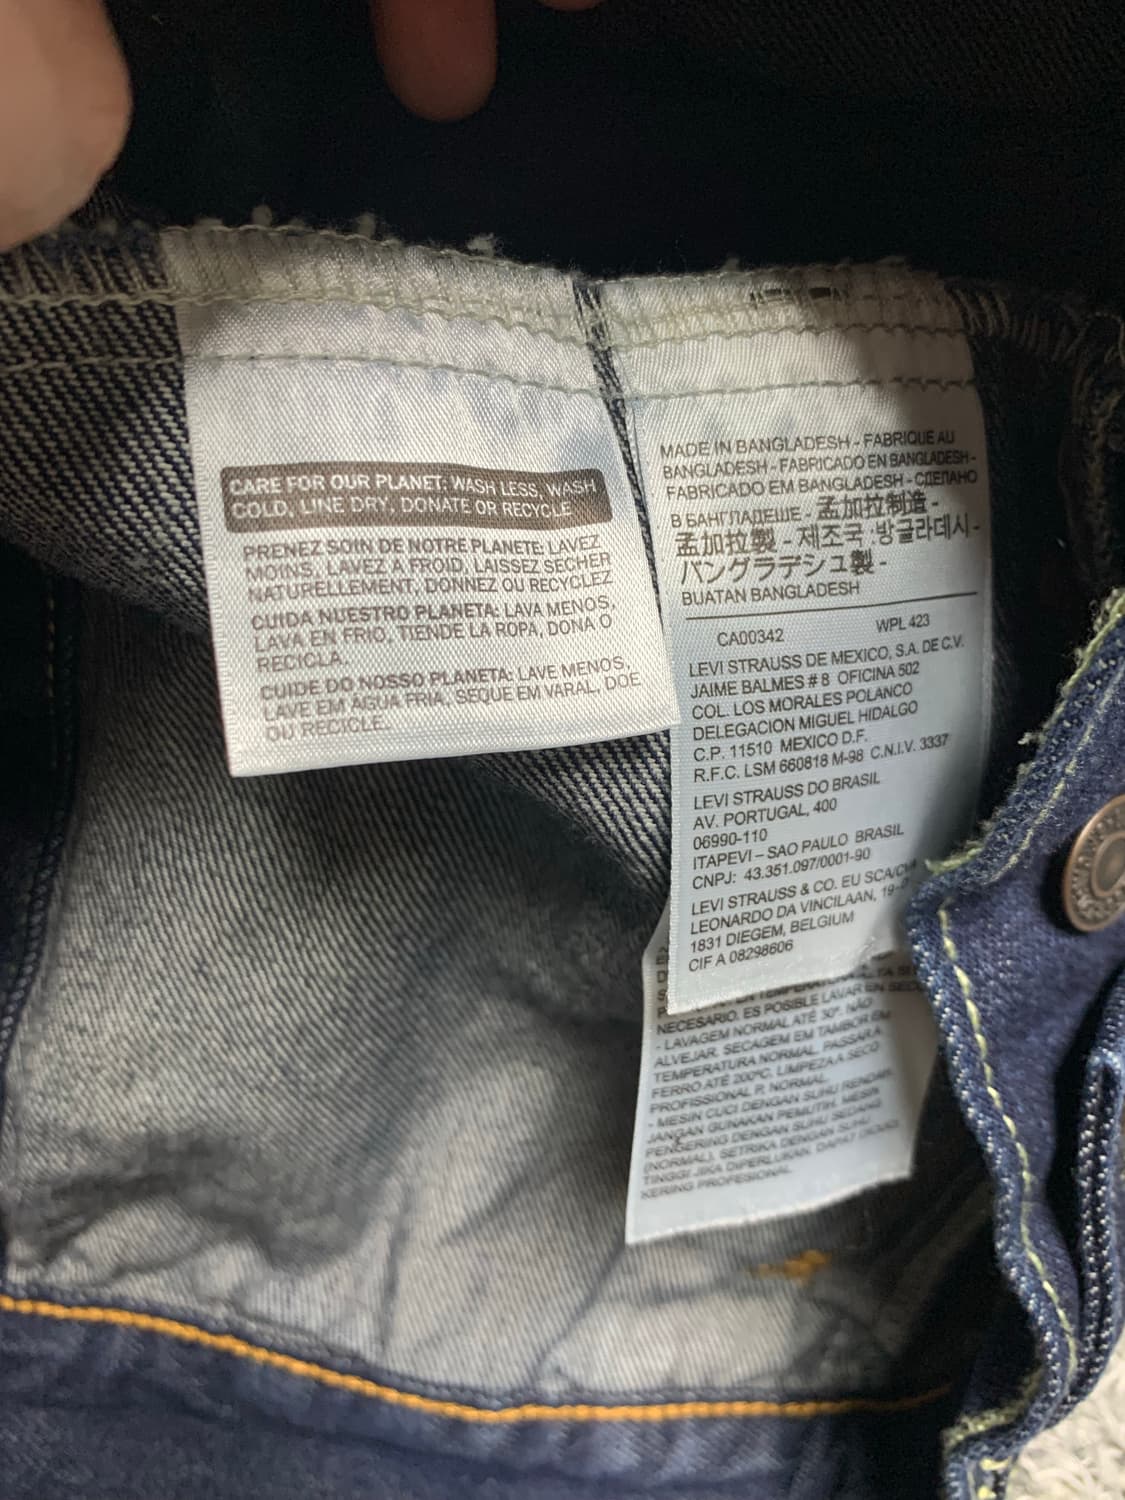 CARE FOR OUR PLANET: WASH LESS, WASH
COLD, LINE DRY, DONATE OR RECYCLE
PRENEZ SOIN DE NOTRE PLANETE: LAVEZ
MOINS, LAVEZ A FROID, LAISSEZ SECHER
NATURELLEMENT, DONNEZ OU RECYCLEZ
CUIDA NUESTRO PLANETA: LAVA MENOS,
LAVA EN FRIO, TIENDE LA ROPA, DONA O
RECICLA.
CUIDE DO NOSSO PLANETA: LAVE MENOS,
LAVE EM ÁGUA FRIA, SEQUE EM VARAL, DOE
OU RECICLE.
MADE IN BANGLADESH - FABRIQUE AU
BANGLADESH - FABRICADO EN BANGLADESH -
FABRICADO EM BANGLADESH - СДЕЛАНО
В БАНГЛАДЕШЕ - 孟加拉制造 -
孟加拉製 - 제조국 :방글라데시 -
バングラデシュ製 -
BUATAN BANGLADESH
CA00342 WPL 423
LEVI STRAUSS DE MEXICO, S.A. DE C.V.
JAIME BALMES # 8 OFICINA 502
COL. LOS MORALES POLANCO
DELEGACION MIGUEL HIDALGO
C.P. 11510 MEXICO D.F.
R.F.C. LSM 660818 M-98 C.N.I.V. 3337
LEVI STRAUSS DO BRASIL
AV. PORTUGAL, 400
06990-110
ITAPEVI – SAO PAULO BRASIL
CNPJ: 43.351.097/0001-90
LEVI STRAUSS & CO. EU SCA/
LEONARDO DA VINCILAAN, 19-
1831 DIEGEM, BELGIUM
CIF A 08298606
EN TEMPERATURA
NECESARIO, ES POSIBLE LAVAR EN SECO
- LAVAGEM NORMAL ATÉ 30°. NÃO
ALVEJAR. SECAGEM EM TAMBOR EM
TEMPERATURA NORMAL. PASSAR A
FERRO ATÉ 200ºC. LIMPEZA A SECO
PROFISSIONAL P. NORMAL.
- MESIN CUCI DENGAN SUHU RENDAH.
JANGAN GUNAKAN PEMUTIH. MESIN
PENGERING DENGAN SUHU SEDANG
(NORMAL). SETRIKA DENGAN SUHU
TINGGI JIKA DIPERLUKAN. DAPAT (ROAD)
KERING PROFESIONAL.